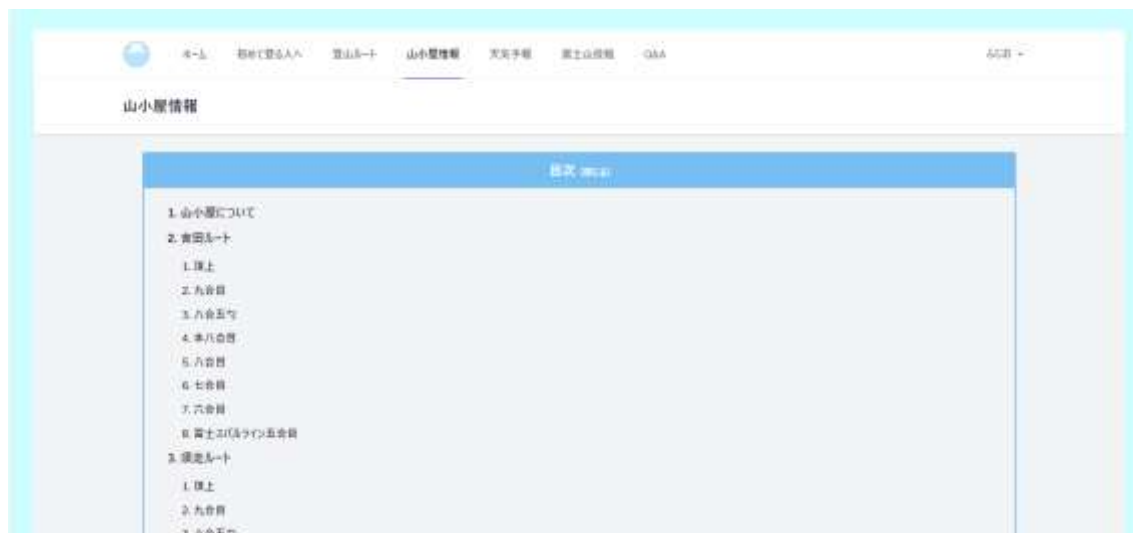 ホーム 初めて登る人へ 登山ルート 山小屋情報 天気予報 富士山情報 Q&A
山小屋情報
目次
1. 山小屋について
2. 吉田ルート
1. 頂上
2. 九合目
3. 八合五勺
4. 本八合目
5. 八合目
6. 七合目
7. 六合目
8. 富士スバルライン五合目
3. 須走ルート
1. 頂上
2. 九合目